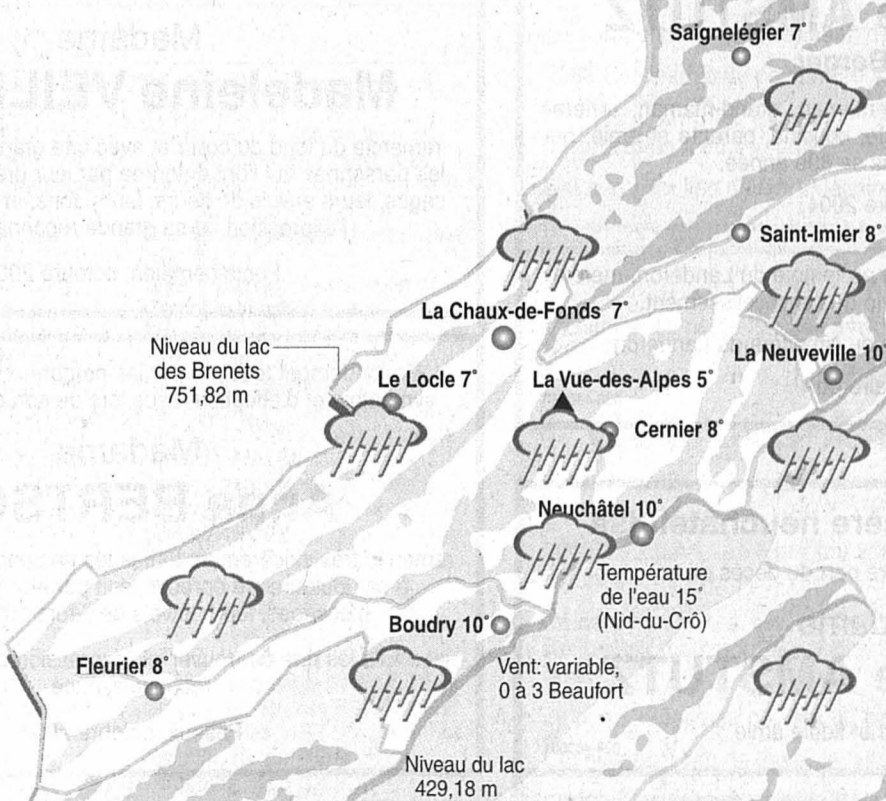 Saignelégier 7°
Saint-Imier 8°
La Chaux-de-Fonds 7°
Niveau du lac
des Brenets
751,82 m
Le Locle 7°
La Vue-des-Alpes 5°
La Neuveville 10°
Cernier 8°
Neuchâtel 10°
Température
de l'eau 15°
(Nid-du-Crô)
Boudry 10°
Vent: variable,
0 à 3 Beaufort
Fleurier 8°
Niveau du lac
429,18 m